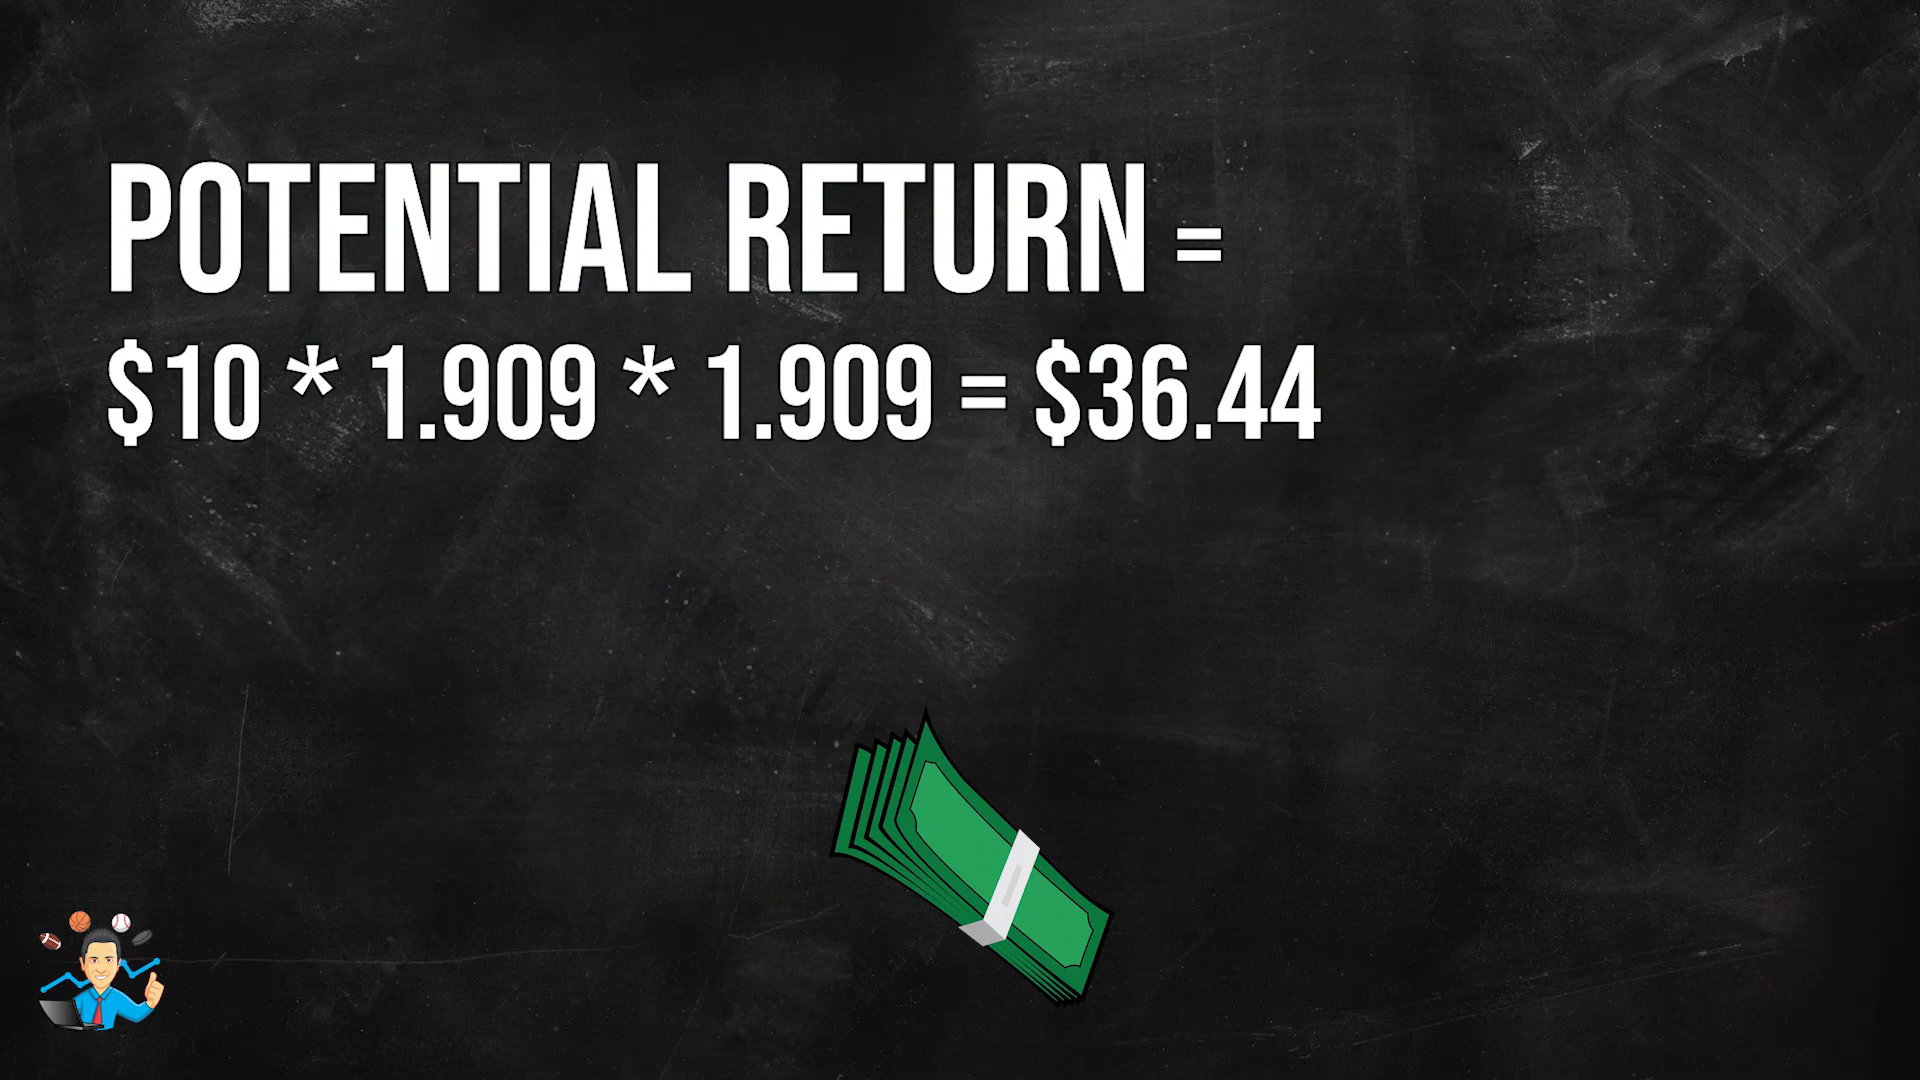 POTENTIAL RETURN =
$10 * 1.909 * 1.909 = $36.44